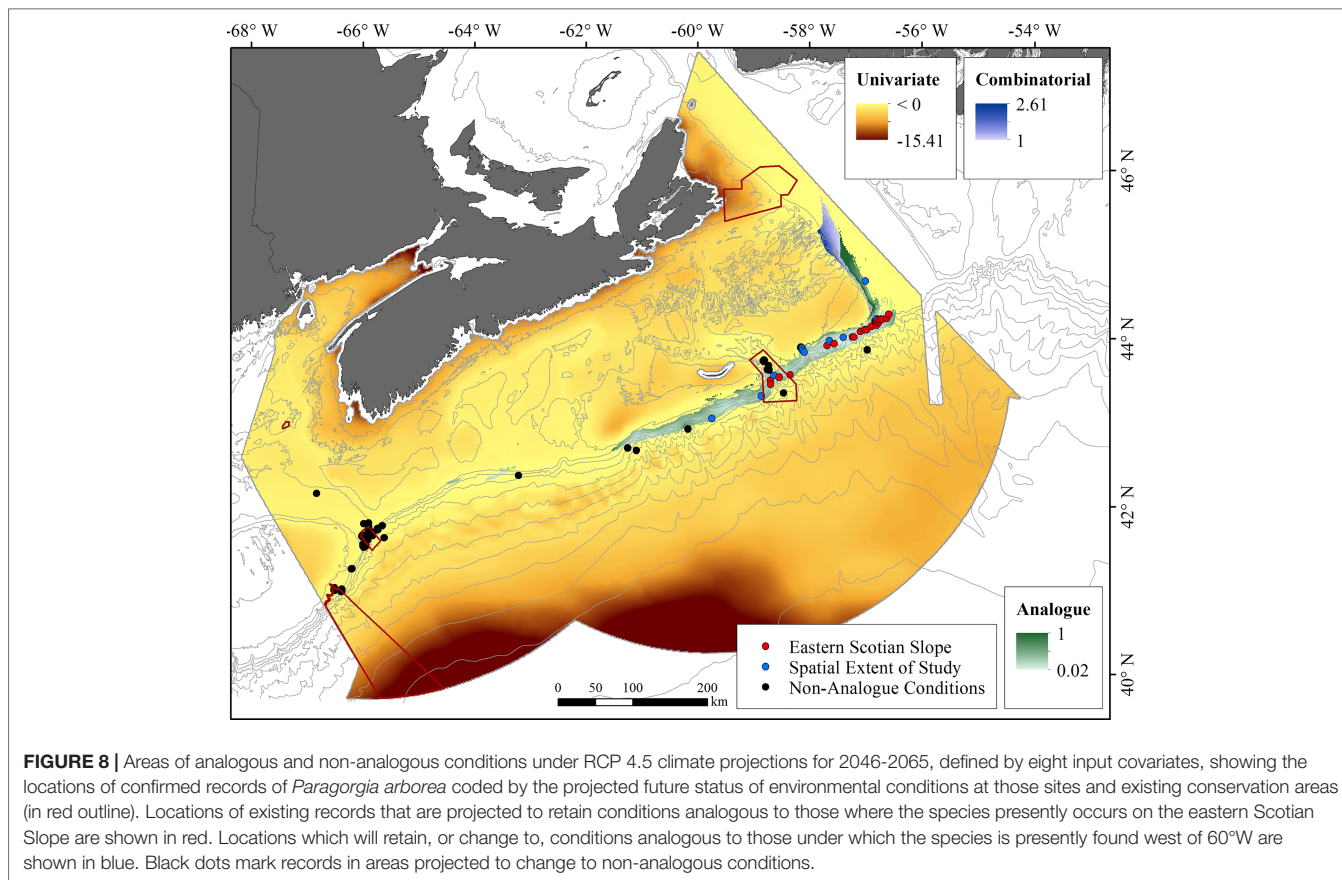 -68° W -66° W -64° W -62° W -60° W -58° W -56° W -54° W
Univariate
< 0
-15.41
Combinatorial
2.61
1
46° N
44° N
42° N
40° N
Analogue
1
0.02
Eastern Scotian Slope
Spatial Extent of Study
Non-Analogue Conditions
0 50 100 200
km
FIGURE 8 | Areas of analogous and non-analogous conditions under RCP 4.5 climate projections for 2046-2065, defined by eight input covariates, showing the
locations of confirmed records of Paragorgia arborea coded by the projected future status of environmental conditions at those sites and existing conservation areas
(in red outline). Locations of existing records that are projected to retain conditions analogous to those where the species presently occurs on the eastern Scotian
Slope are shown in red. Locations which will retain, or change to, conditions analogous to those under which the species is presently found west of 60°W are
shown in blue. Black dots mark records in areas projected to change to non-analogous conditions.